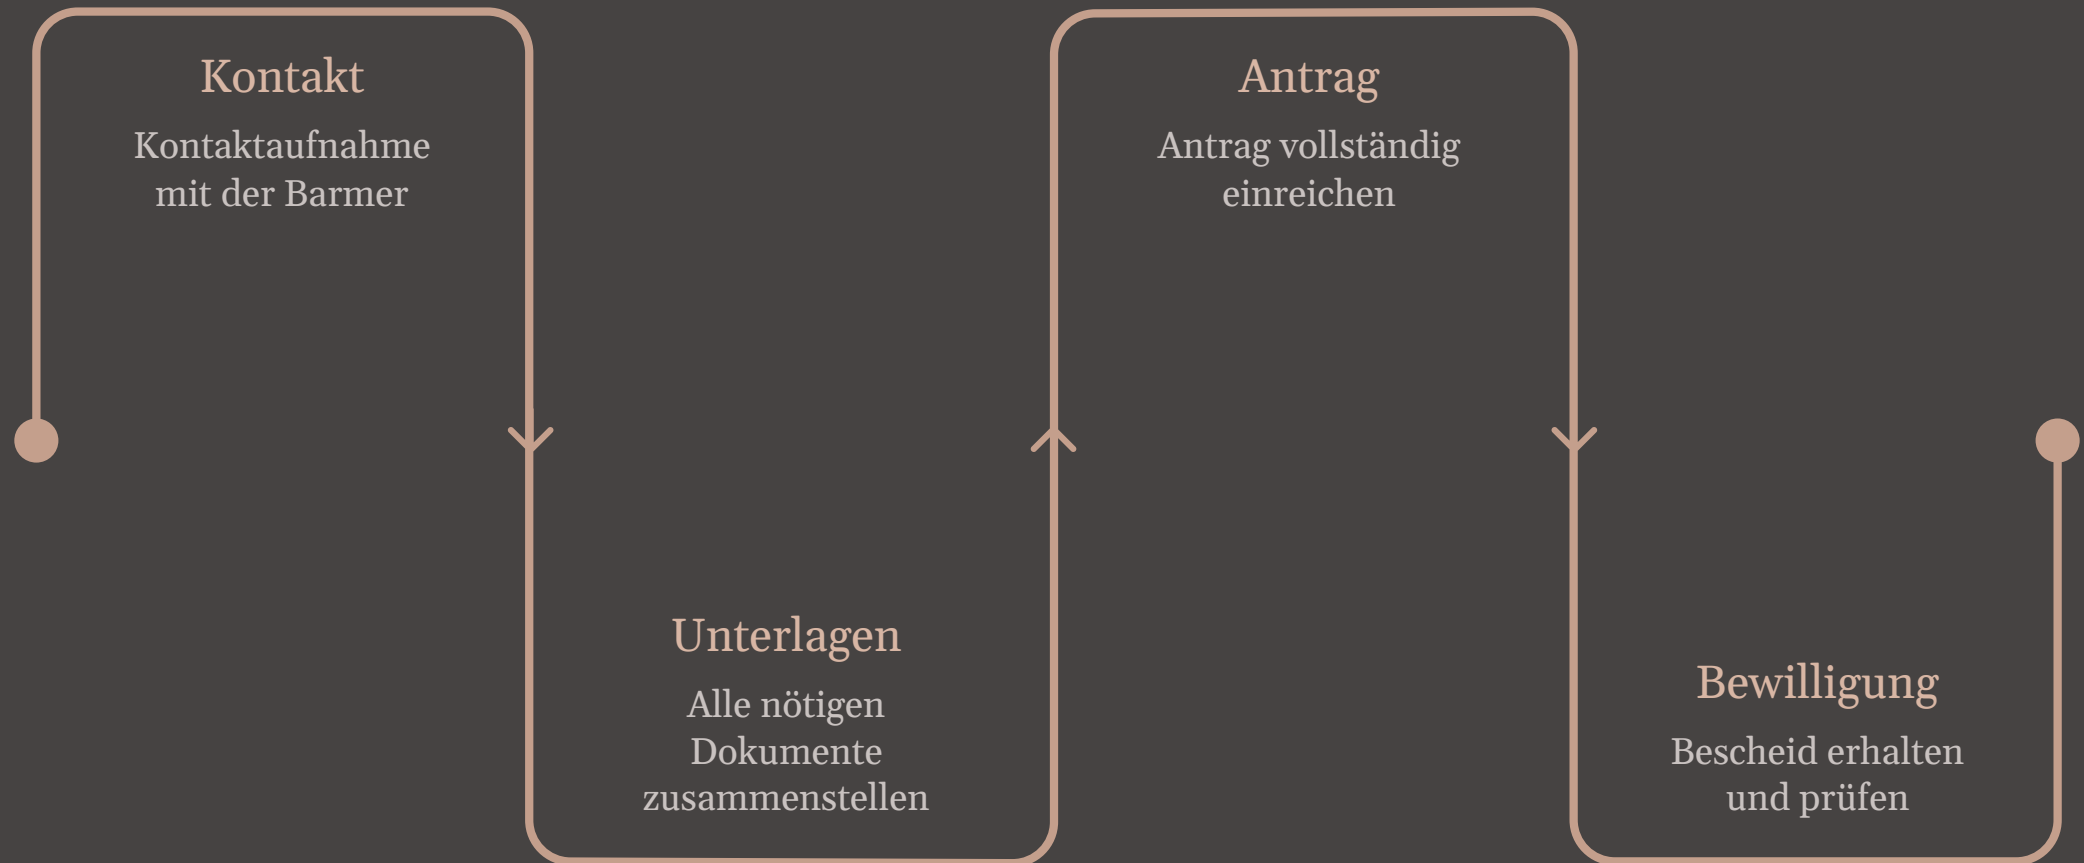 Kontakt
Kontaktaufnahme
mit der Barmer
Unterlagen
Alle nötigen
Dokumente
zusammenstellen
Antrag
Antrag vollständig
einreichen
Bewilligung
Bescheid erhalten
und prüfen